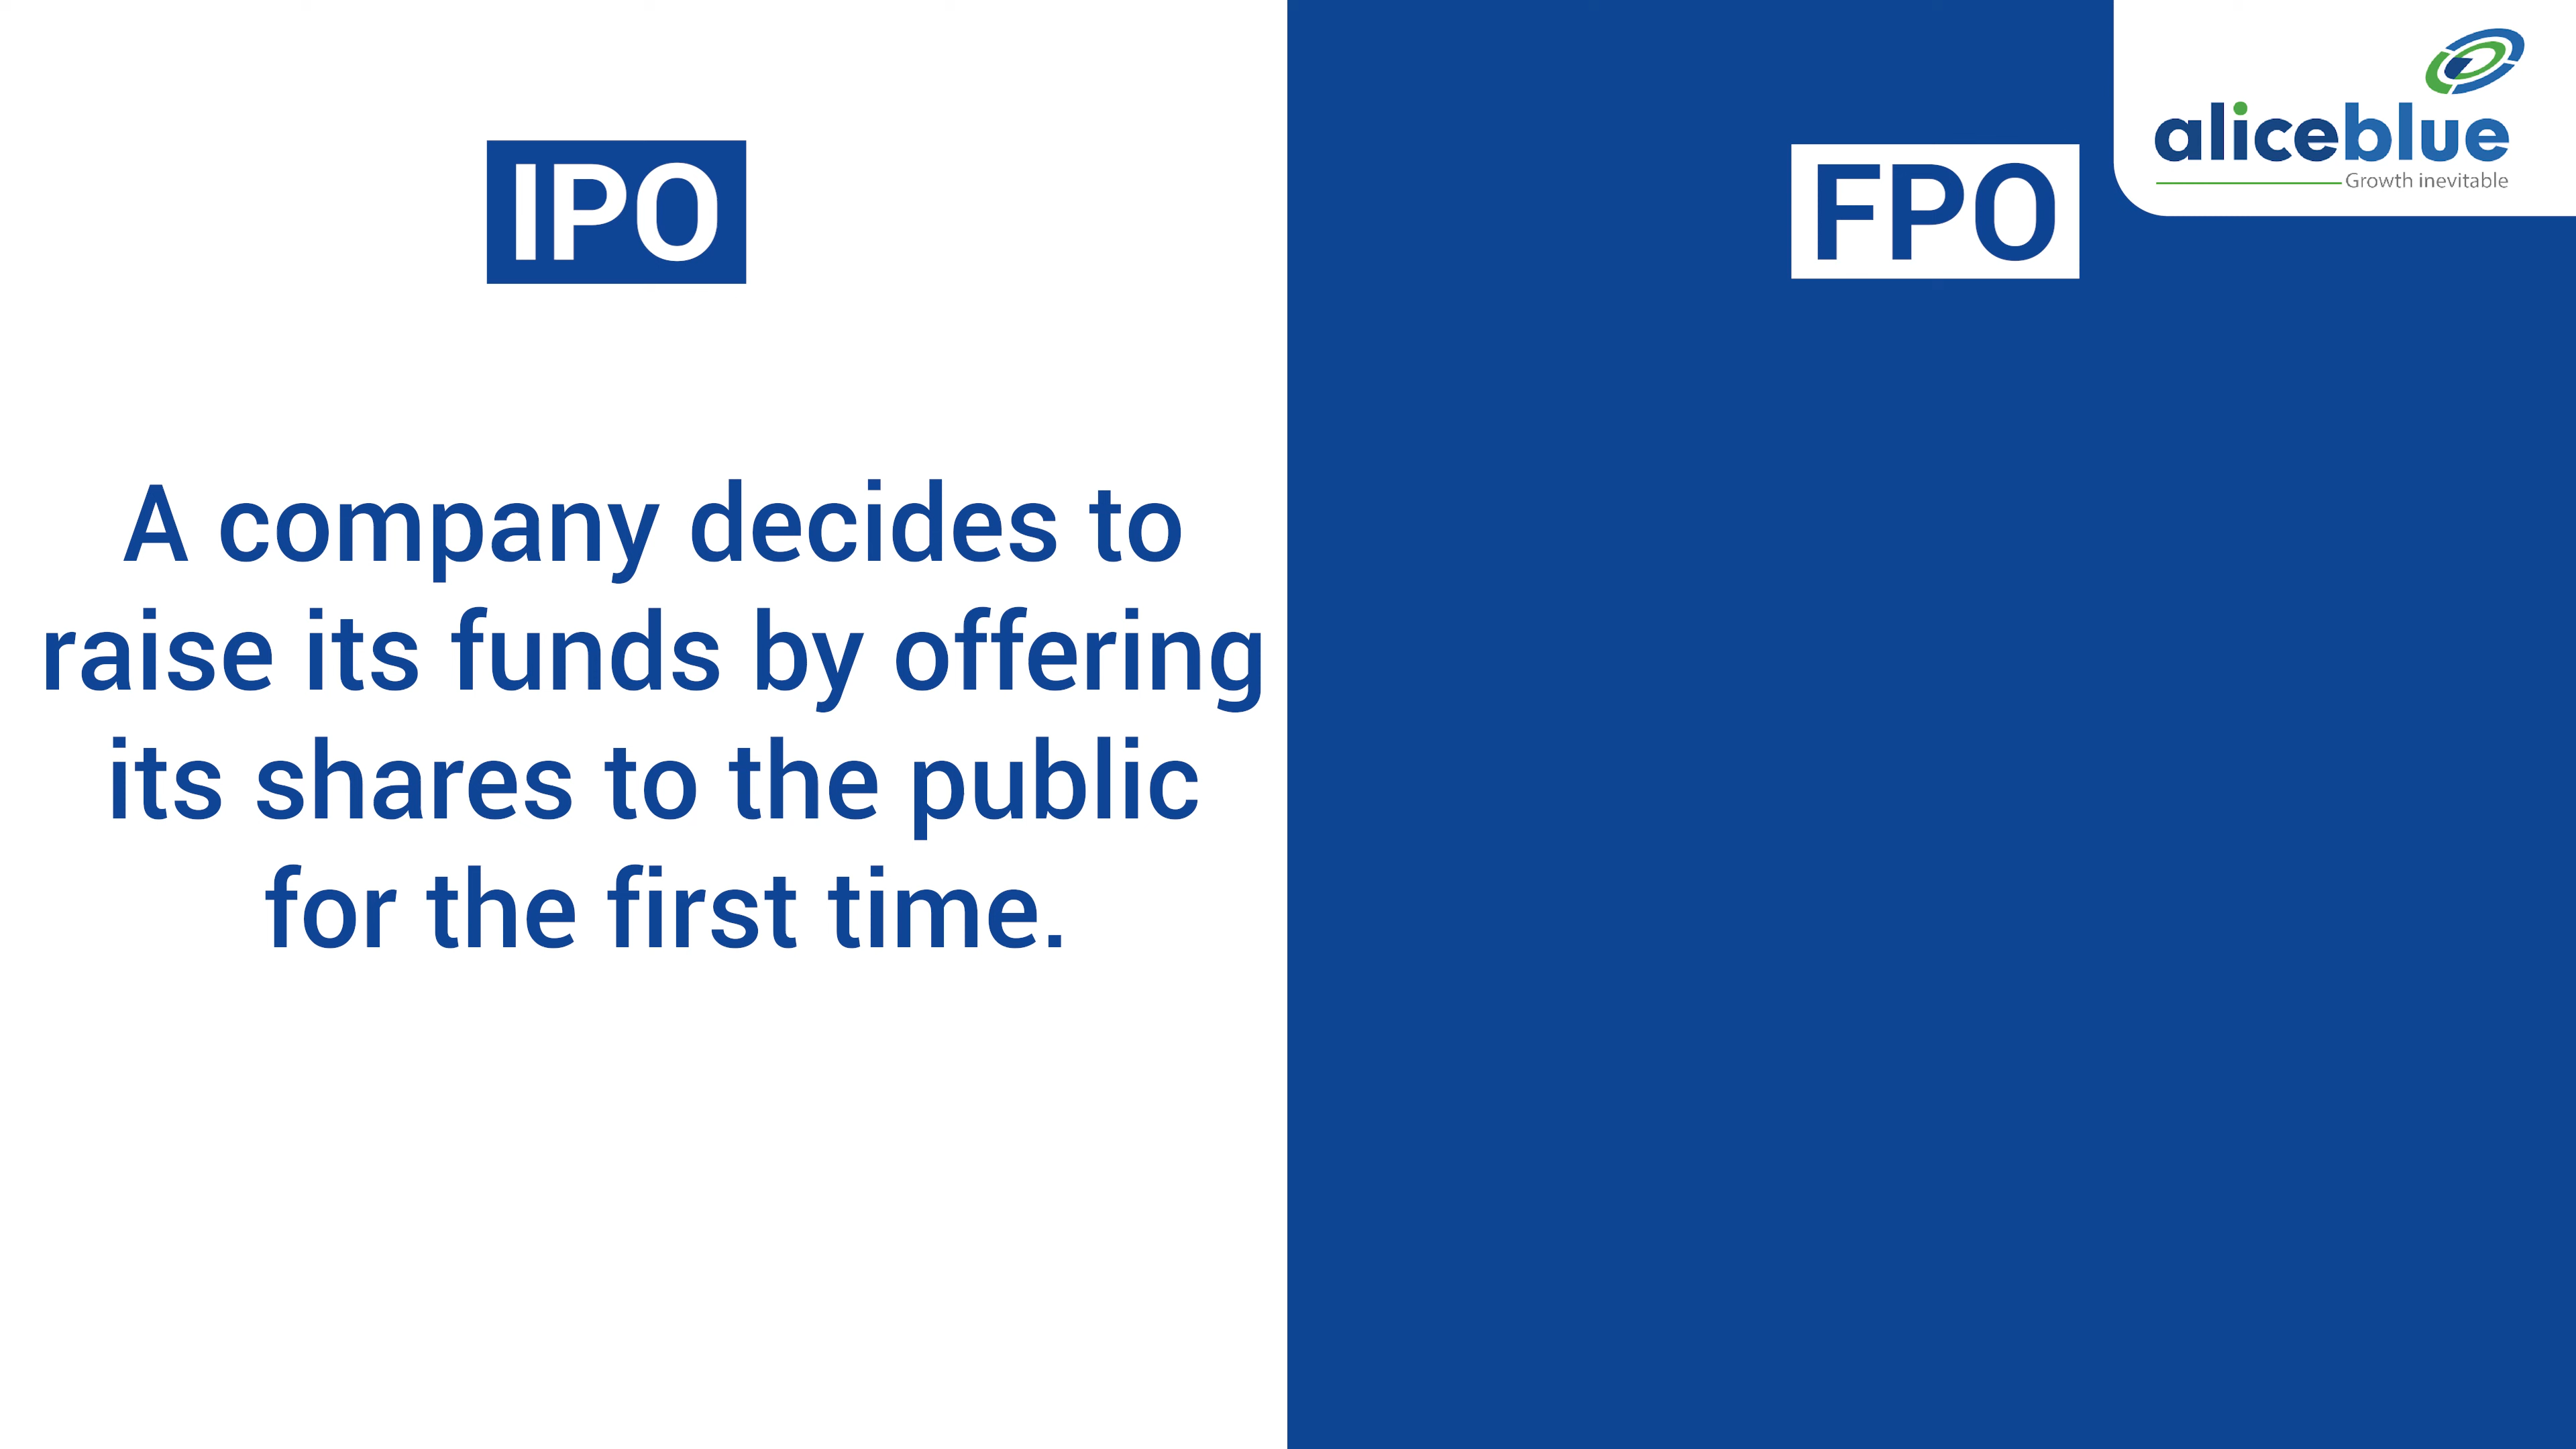 IPO
A company decides to
raise its funds by offering
its shares to the public
for the first time.
FPO
aliceblue
Growth inevitable